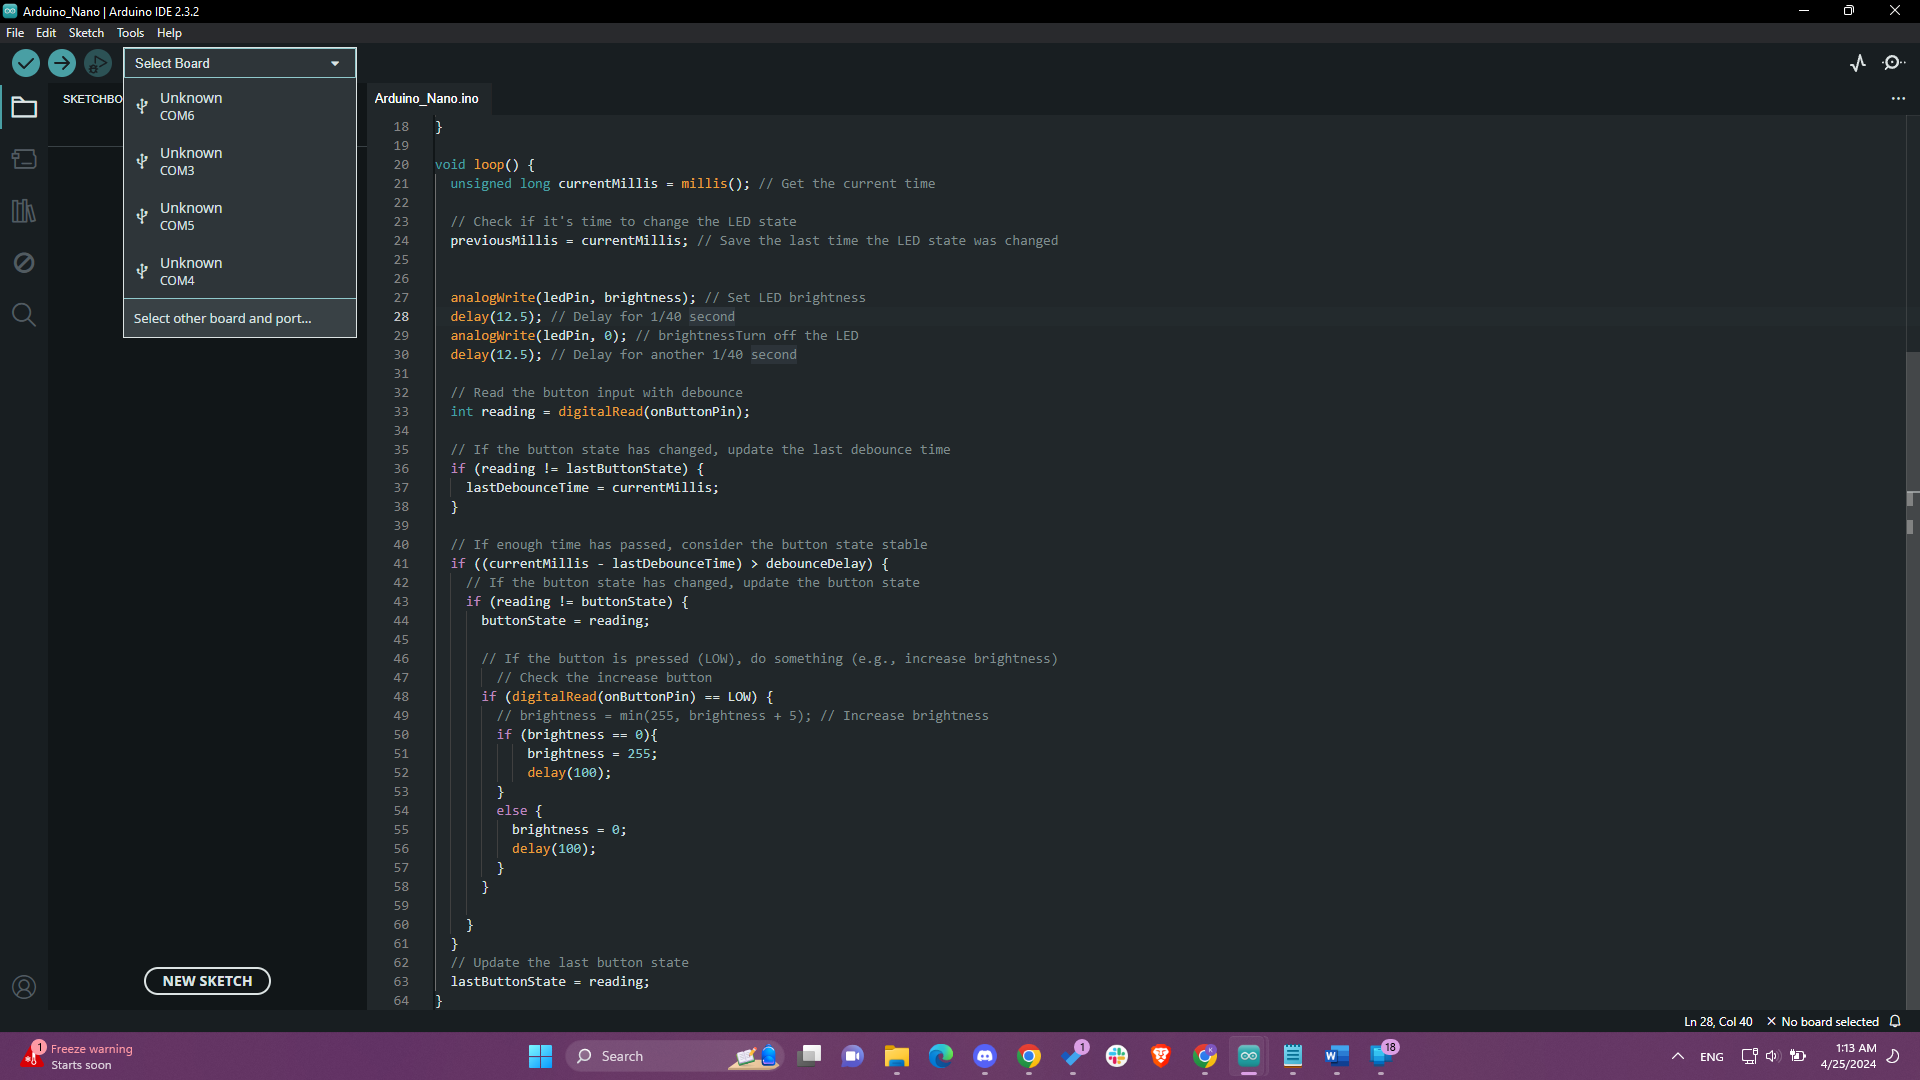 Arduino_Nano | Arduino IDE 2.3.2
File Edit Sketch Tools Help
Select Board
SKETCHBO
Unknown
COM6
Unknown
COM3
Unknown
COM5
Unknown
COM4
Select other board and port...
NEW SKETCH
Arduino_Nano.ino
18 }
19
20 void loop() {
21 unsigned long currentMillis = millis(); // Get the current time
22
23 // Check if it's time to change the LED state
24 previousMillis = currentMillis; // Save the last time the LED state was changed
25
26
27 analogWrite(ledPin, brightness); // Set LED brightness
28 delay(12.5); // Delay for 1/40 second
29 analogWrite(ledPin, 0); // brightnessTurn off the LED
30 delay(12.5); // Delay for another 1/40 second
31
32 // Read the button input with debounce
33 int reading = digitalRead(onButtonPin);
34
35 // If the button state has changed, update the last debounce time
36 if (reading != lastButtonState) {
37 lastDebounceTime = currentMillis;
38 }
39
40 // If enough time has passed, consider the button state stable
41 if ((currentMillis - lastDebounceTime) > debounceDelay) {
42 // If the button state has changed, update the button state
43 if (reading != buttonState) {
44 buttonState = reading;
45
46 // If the button is pressed (LOW), do something (e.g., increase brightness)
47 // Check the increase button
48 if (digitalRead(onButtonPin) == LOW) {
49 // brightness = min(255, brightness + 5); // Increase brightness
50 if (brightness == 0){
51 brightness = 255;
52 delay(100);
53 }
54 else {
55 brightness = 0;
56 delay(100);
57 }
58 }
59
60 }
61 }
62 // Update the last button state
63 lastButtonState = reading;
64 }
Ln 28, Col 40 × No board selected
1 Freeze warning
Starts soon
Search
1
18
ENG
1:13 AM
4/25/2024